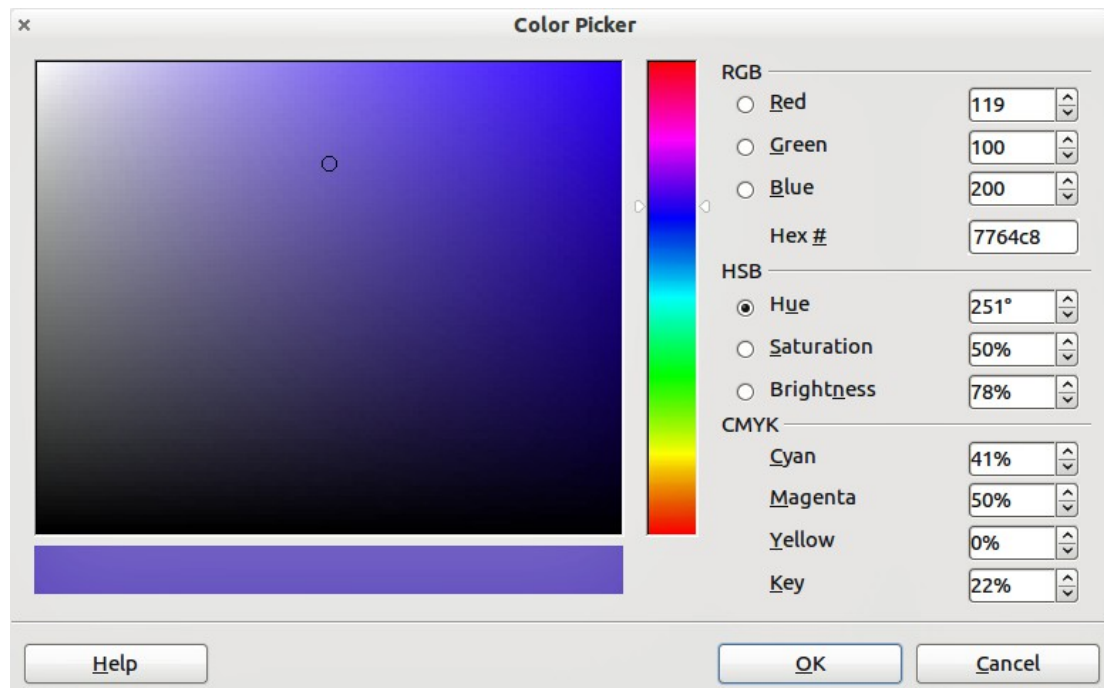 × Color Picker
RGB
Red 119
Green 100
Blue 200
Hex # 7764c8
HSB
Hue 251°
Saturation 50%
Brightness 78%
CMYK
Cyan 41%
Magenta 50%
Yellow 0%
Key 22%
Help OK Cancel